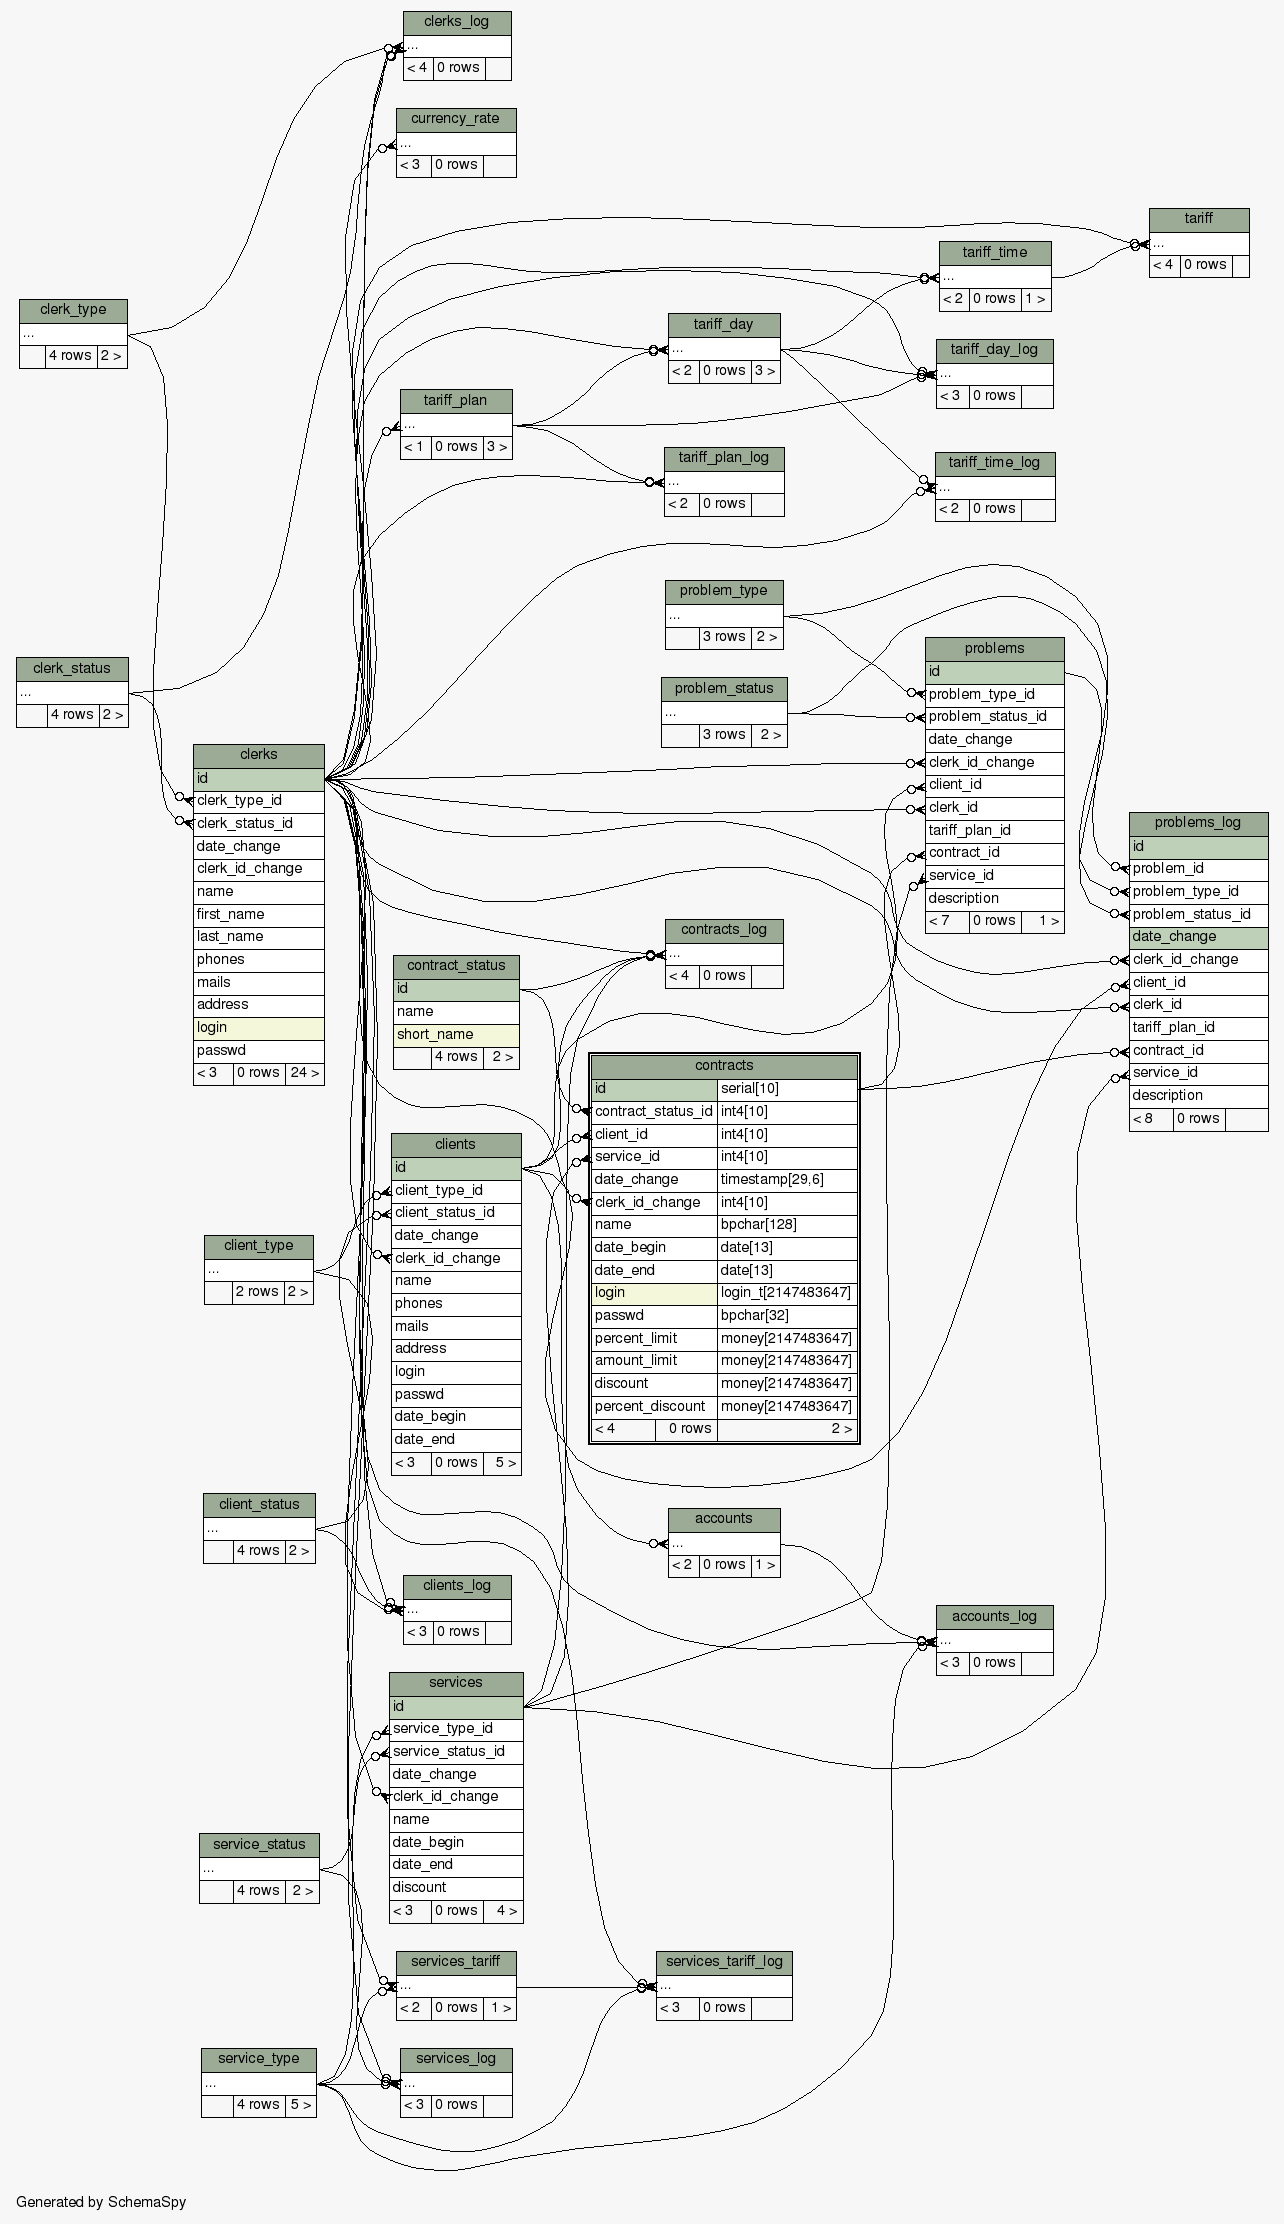 clerks_log
...
< 4 0 rows
currency_rate
...
< 3 0 rows
tariff
...
< 4 0 rows
tariff_time
...
< 2 0 rows 1 >
clerk_type
...
4 rows 2 >
tariff_day
...
< 2 0 rows 3 >
tariff_day_log
...
< 3 0 rows
tariff_plan
...
< 1 0 rows 3 >
tariff_plan_log
...
< 2 0 rows
tariff_time_log
...
< 2 0 rows
problem_type
...
3 rows 2 >
clerk_status
...
4 rows 2 >
problem_status
...
3 rows 2 >
problems
id
problem_type_id
problem_status_id
date_change
clerk_id_change
client_id
clerk_id
tariff_plan_id
contract_id
service_id
description
< 7 0 rows 1 >
clerks
id
clerk_type_id
clerk_status_id
date_change
clerk_id_change
name
first_name
last_name
phones
mails
address
login
passwd
< 3 0 rows 24 >
problems_log
id
problem_id
problem_type_id
problem_status_id
date_change
clerk_id_change
client_id
clerk_id
tariff_plan_id
contract_id
service_id
description
< 8 0 rows
contracts_log
...
< 4 0 rows
contract_status
id
name
short_name
4 rows 2 >
contracts
id serial[10]
contract_status_id int4[10]
client_id int4[10]
service_id int4[10]
date_change timestamp[29,6]
clerk_id_change int4[10]
name bpchar[128]
date_begin date[13]
date_end date[13]
login login_t[2147483647]
passwd bpchar[32]
percent_limit money[2147483647]
amount_limit money[2147483647]
discount money[2147483647]
percent_discount money[2147483647]
< 4 0 rows 2 >
clients
id
client_type_id
client_status_id
date_change
clerk_id_change
name
phones
mails
address
login
passwd
date_begin
date_end
< 3 0 rows 5 >
client_type
...
2 rows 2 >
client_status
...
4 rows 2 >
accounts
...
< 2 0 rows 1 >
clients_log
...
< 3 0 rows
accounts_log
...
< 3 0 rows
services
id
service_type_id
service_status_id
date_change
clerk_id_change
name
date_begin
date_end
discount
< 3 0 rows 4 >
service_status
...
4 rows 2 >
services_tariff
...
< 2 0 rows 1 >
services_tariff_log
...
< 3 0 rows
service_type
...
4 rows 5 >
services_log
...
< 3 0 rows
Generated by SchemaSpy